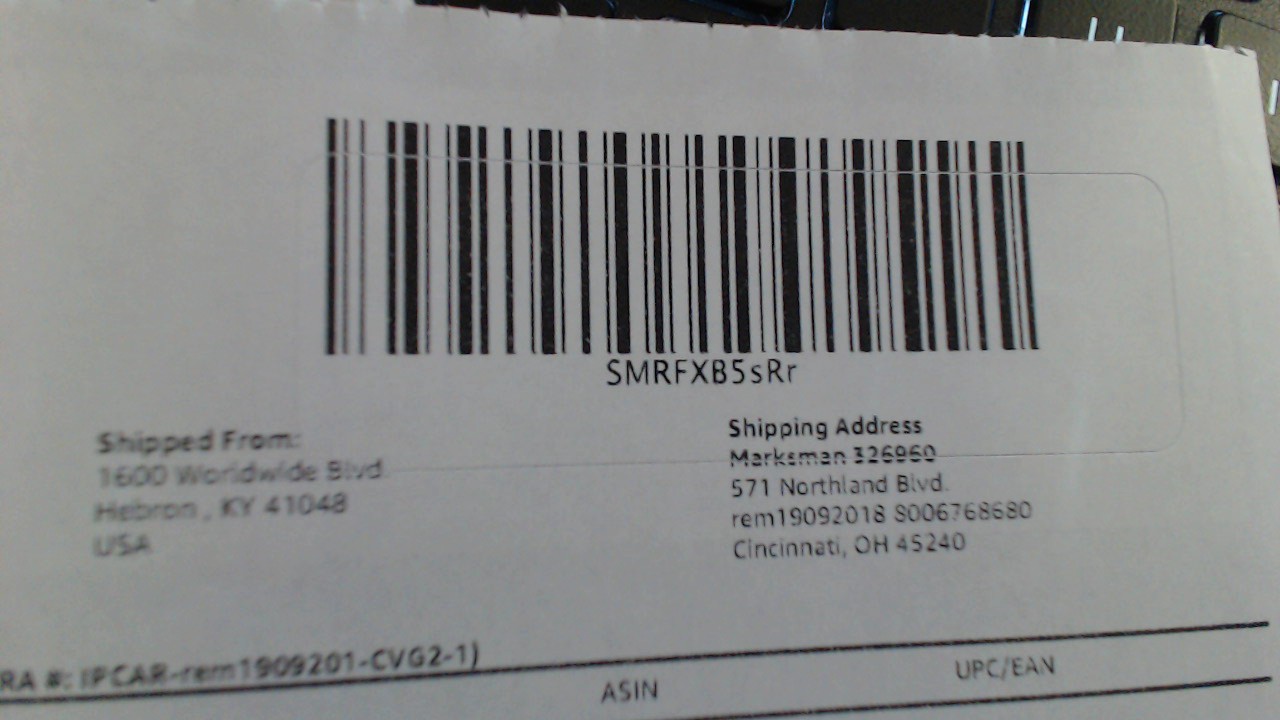 SMRFXB5sRr
Shipped From:
1600 Worldwide Blvd.
Hebron , KY 41048
USA
Shipping Address
Marksman 326960
571 Northland Blvd.
rem19092018 8006768680
Cincinnati, OH 45240
RA #: IPCAR-rem1909201-CVG2-1)
ASIN
UPC/EAN